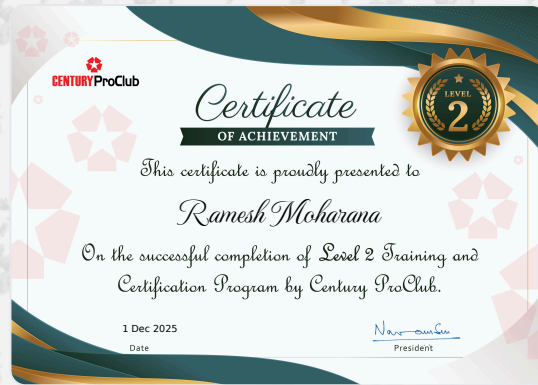 CENTURY ProClub
Certificate
OF ACHIEVEMENT
LEVEL
2
This certificate is proudly presented to
Ramesh Moharana
On the successful completion of Level 2 Training and
Certification Program by Century ProClub.
1 Dec 2025
Date
President